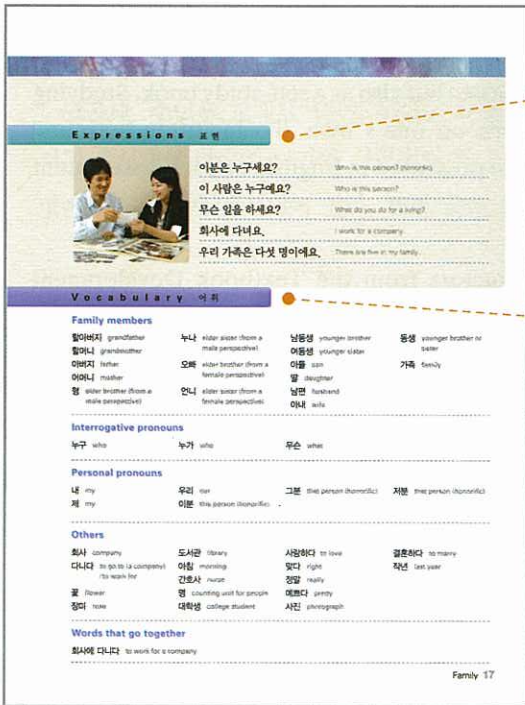 Expressions 표현
이분은 누구세요? Who is this person? (honorific)
이 사람은 누구예요? Who is this person?
무슨 일을 하세요? What do you do for a living?
회사에 다녀요. I work for a company.
우리 가족은 다섯 명이에요. There are five in my family.
Vocabulary 어휘
Family members
할아버지 grandfather
할머니 grandmother
아버지 father
어머니 mother
형 elder brother (from a
male perspective)
누나 elder sister (from a
male perspective)
오빠 elder brother (from a
female perspective)
언니 elder sister (from a
female perspective)
남동생 younger brother
여동생 younger sister
아들 son
딸 daughter
남편 husband
아내 wife
동생 younger brother or
sister
가족 family
Interrogative pronouns
누구 who
누가 who
무슨 what
Personal pronouns
내 my
제 my
우리 our
이분 this person (honorific)
그분 that person (honorific)
저분 that person (honorific)
Others
회사 company
다니다 to go to (a company)
/to work for
꽃 flower
장미 rose
도서관 library
아침 morning
간호사 nurse
명 counting unit for people
대학생 college student
사랑하다 to love
맞다 right
정말 really
예쁘다 pretty
사진 photograph
결혼하다 to marry
작년 last year
Words that go together
회사에 다니다 to work for a company
Family 17